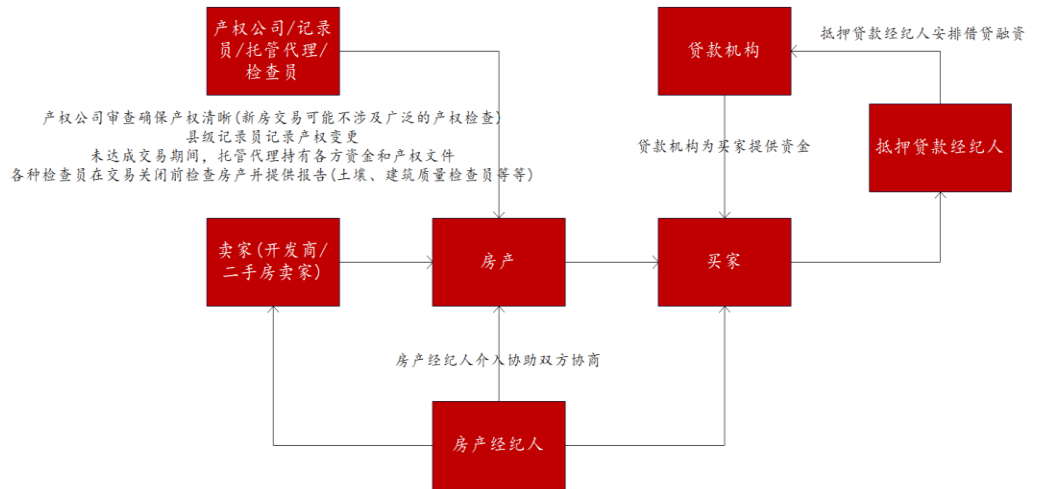 产权公司/记录
员/托管代理/
检查员
贷款机构
抵押贷款经纪人安排借贷融资
产权公司审查确保产权清晰(新房交易可能不涉及广泛的产权检查)
县级记录员记录产权变更
未达成交易期间，托管代理持有各方资金和产权文件
各种检查员在交易关闭前检查房产并提供报告(土壤、建筑质量检查员等等)
贷款机构为买家提供资金
抵押贷款经纪人
卖家(开发商/
二手房卖家)
房产
买家
房产经纪人介入协助双方协商
房产经纪人